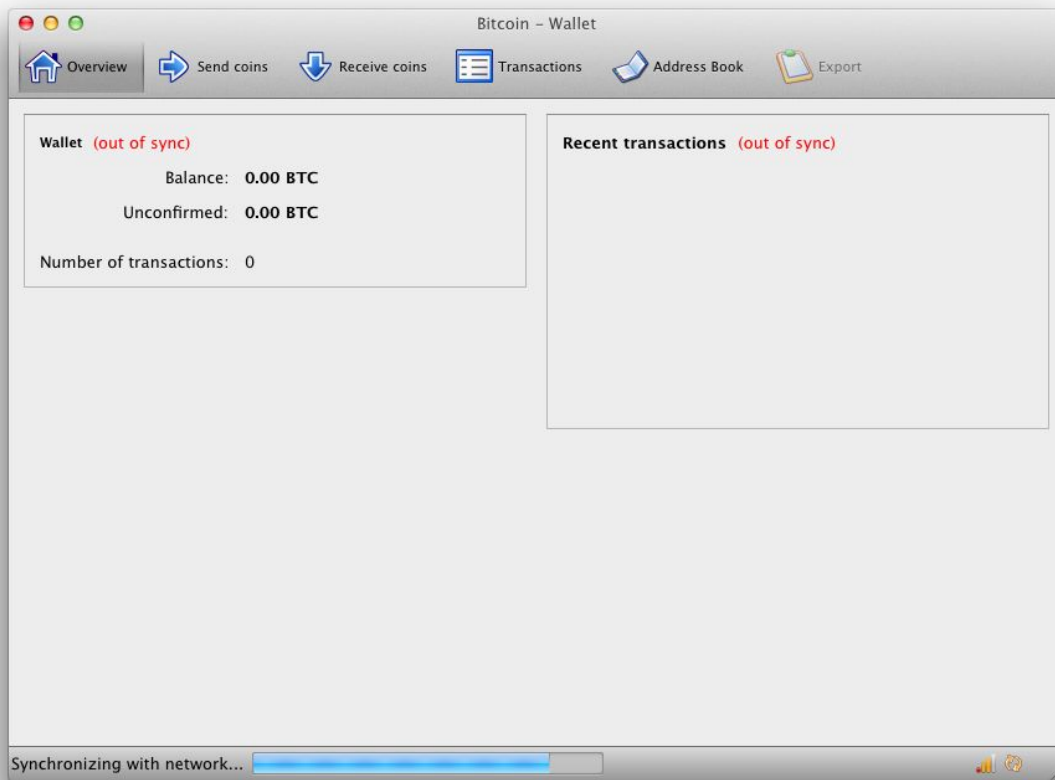 Bitcoin - Wallet
Overview Send coins Receive coins Transactions Address Book Export
Wallet (out of sync)
Balance: 0.00 BTC
Unconfirmed: 0.00 BTC
Number of transactions: 0
Recent transactions (out of sync)
Synchronizing with network...